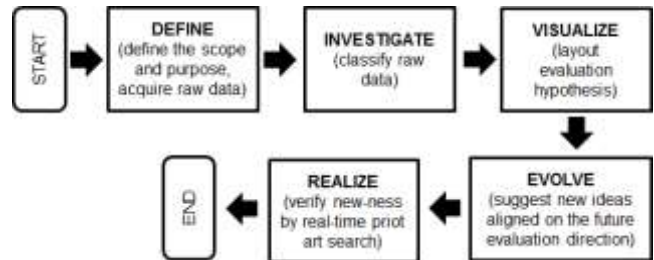 START
DEFINE
(define the scope
and purpose,
acquire raw data)
INVESTIGATE
(classify raw
data)
VISUALIZE
(layout
evaluation
hypothesis)
EVOLVE
(suggest new ideas
aligned on the future
evaluation direction)
REALIZE
(verify new-ness
by real-time priot
art search)
END